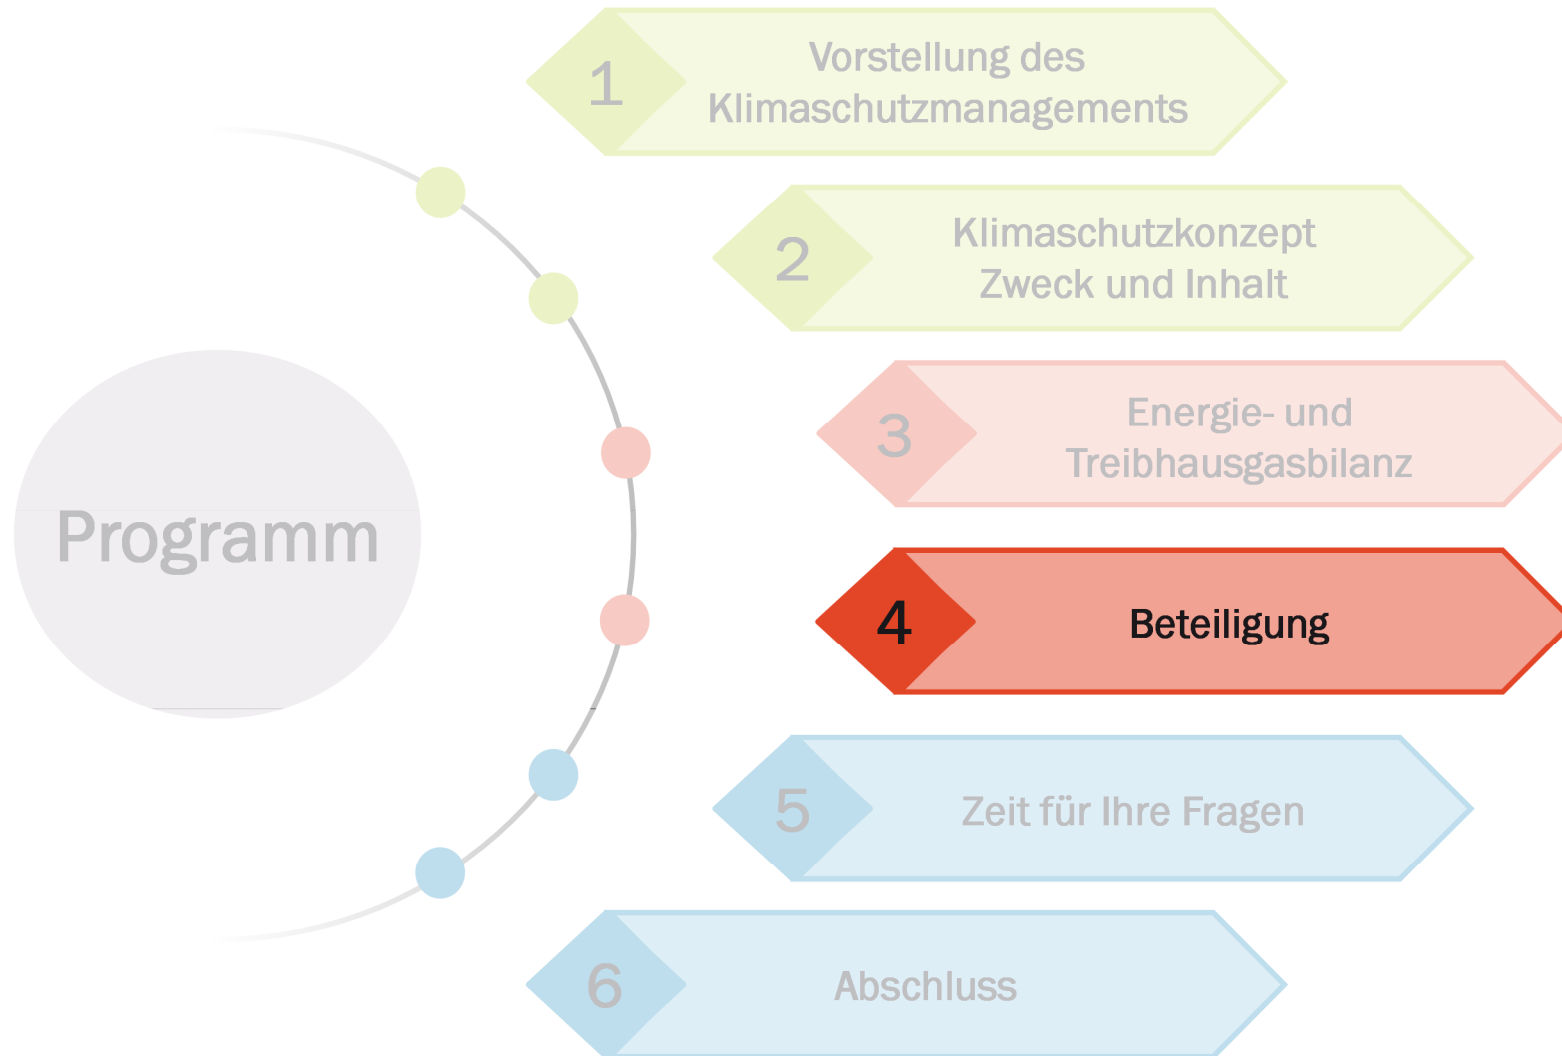 Programm
1
Vorstellung des
Klimaschutzmanagements
2
Klimaschutzkonzept
Zweck und Inhalt
3
Energie- und
Treibhausgasbilanz
4
Beteiligung
5
Zeit für Ihre Fragen
6
Abschluss